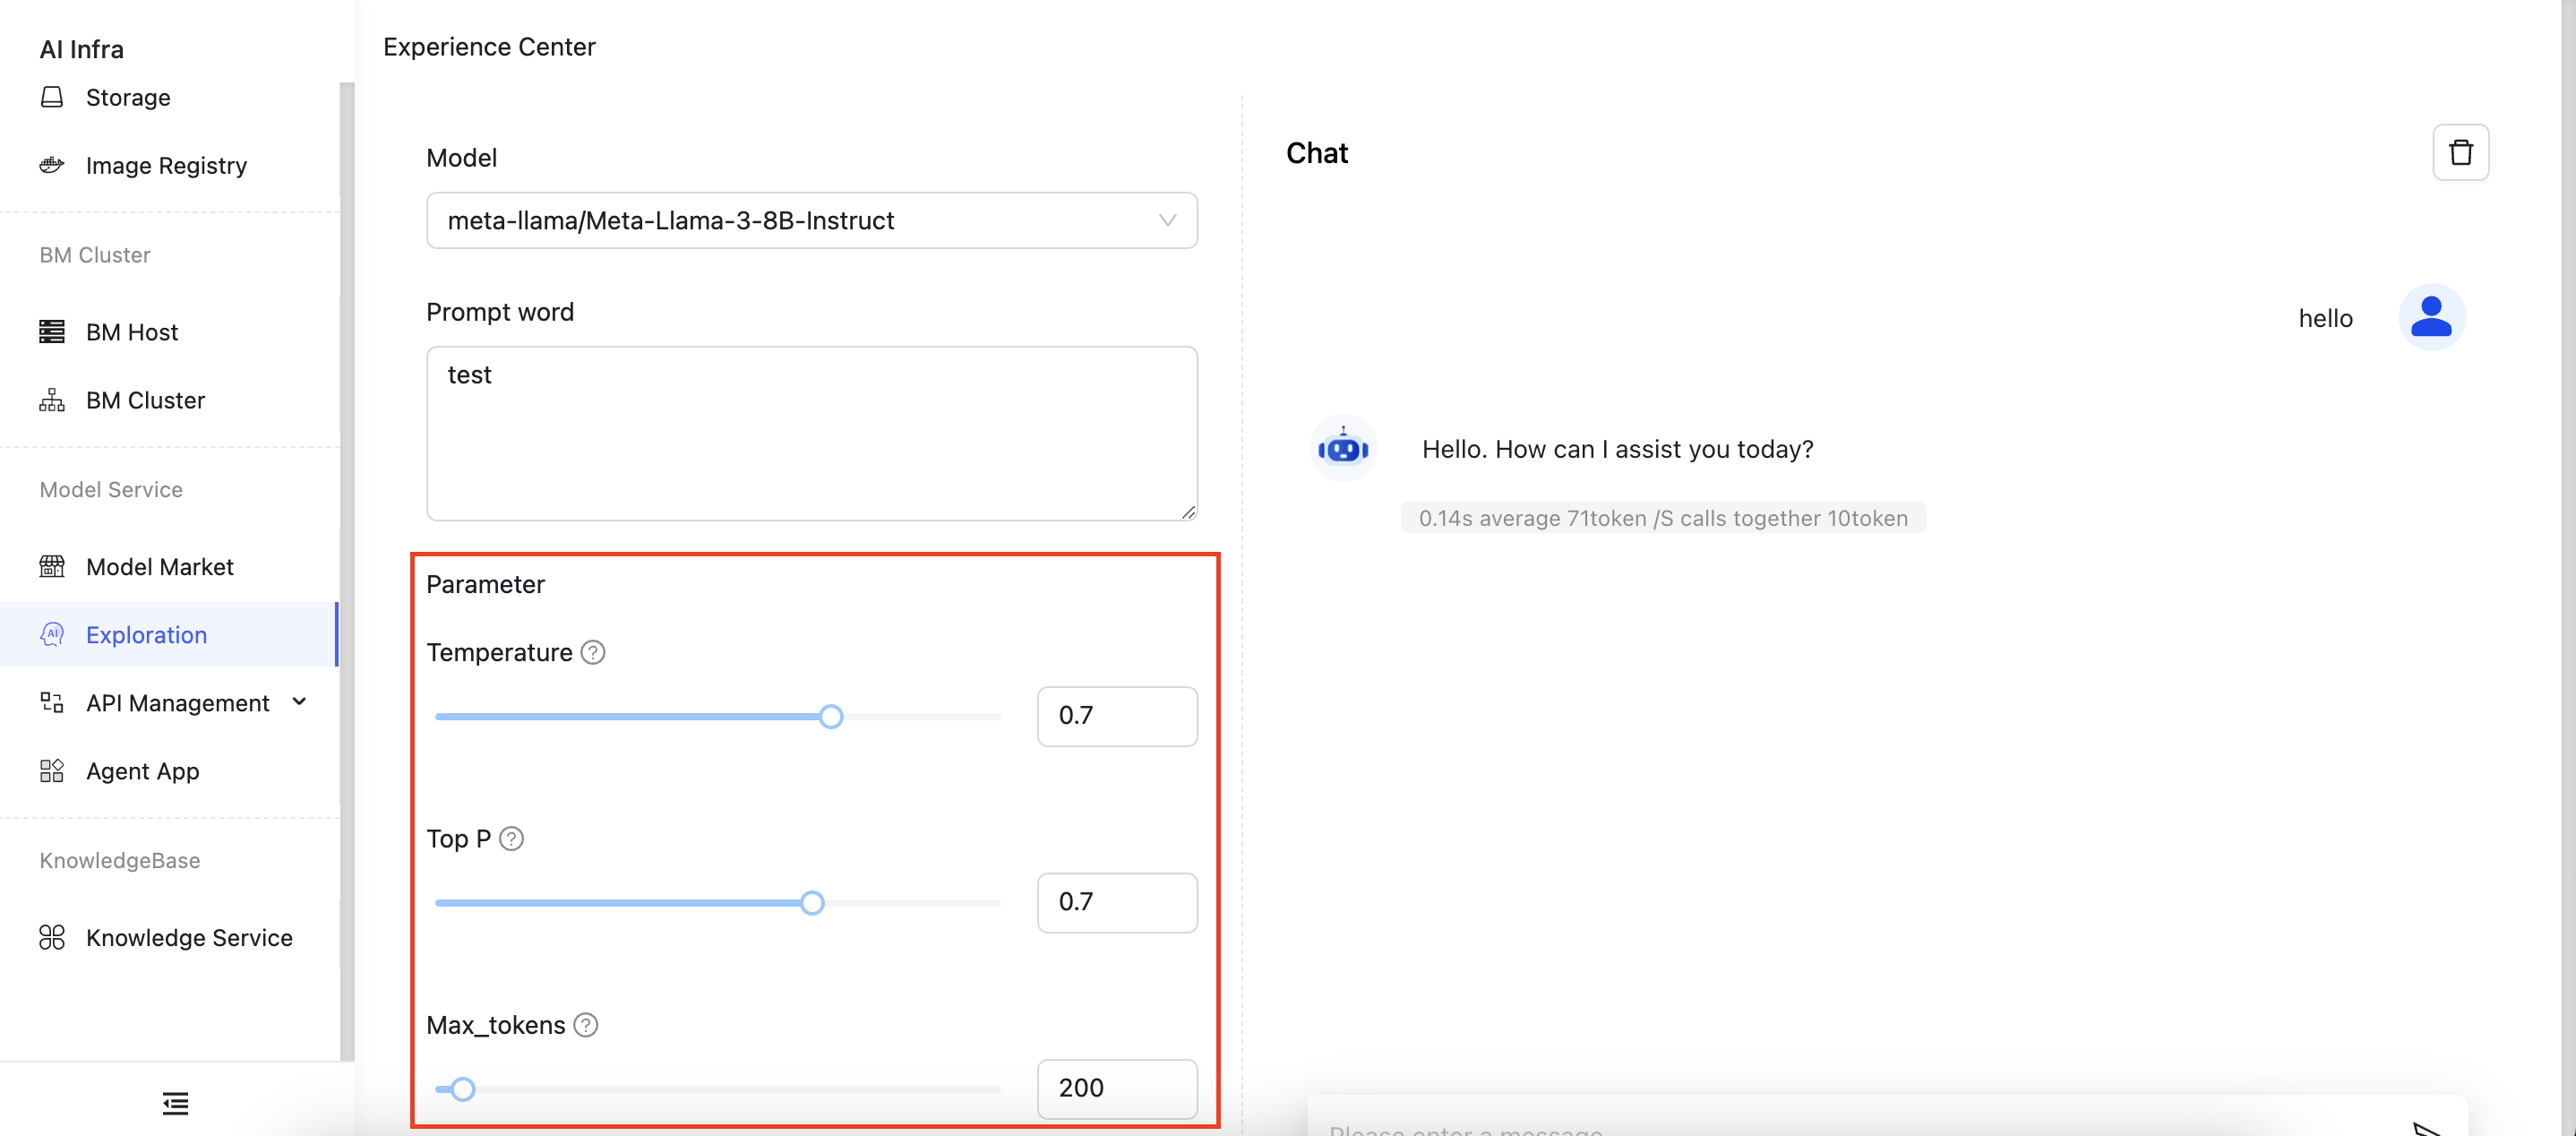 AI Infra
Storage
Image Registry
BM Cluster
BM Host
BM Cluster
Model Service
Model Market
Exploration
API Management
Agent App
KnowledgeBase
Knowledge Service
Experience Center
Model
meta-llama/Meta-Llama-3-8B-Instruct
Prompt word
test
Parameter
Temperature
0.7
Top P
0.7
Max_tokens
200
Chat
hello
Hello. How can I assist you today?
0.14s average 71token /S calls together 10token
Please enter a message